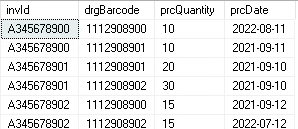 invId drgBarcode prcQuantity prcDate
A345678900 1112908900 10 2022-08-11
A345678900 1112908901 10 2021-09-11
A345678901 1112908901 20 2021-09-10
A345678901 1112908902 30 2021-09-10
A345678902 1112908900 15 2021-09-12
A345678902 1112908902 15 2022-07-12